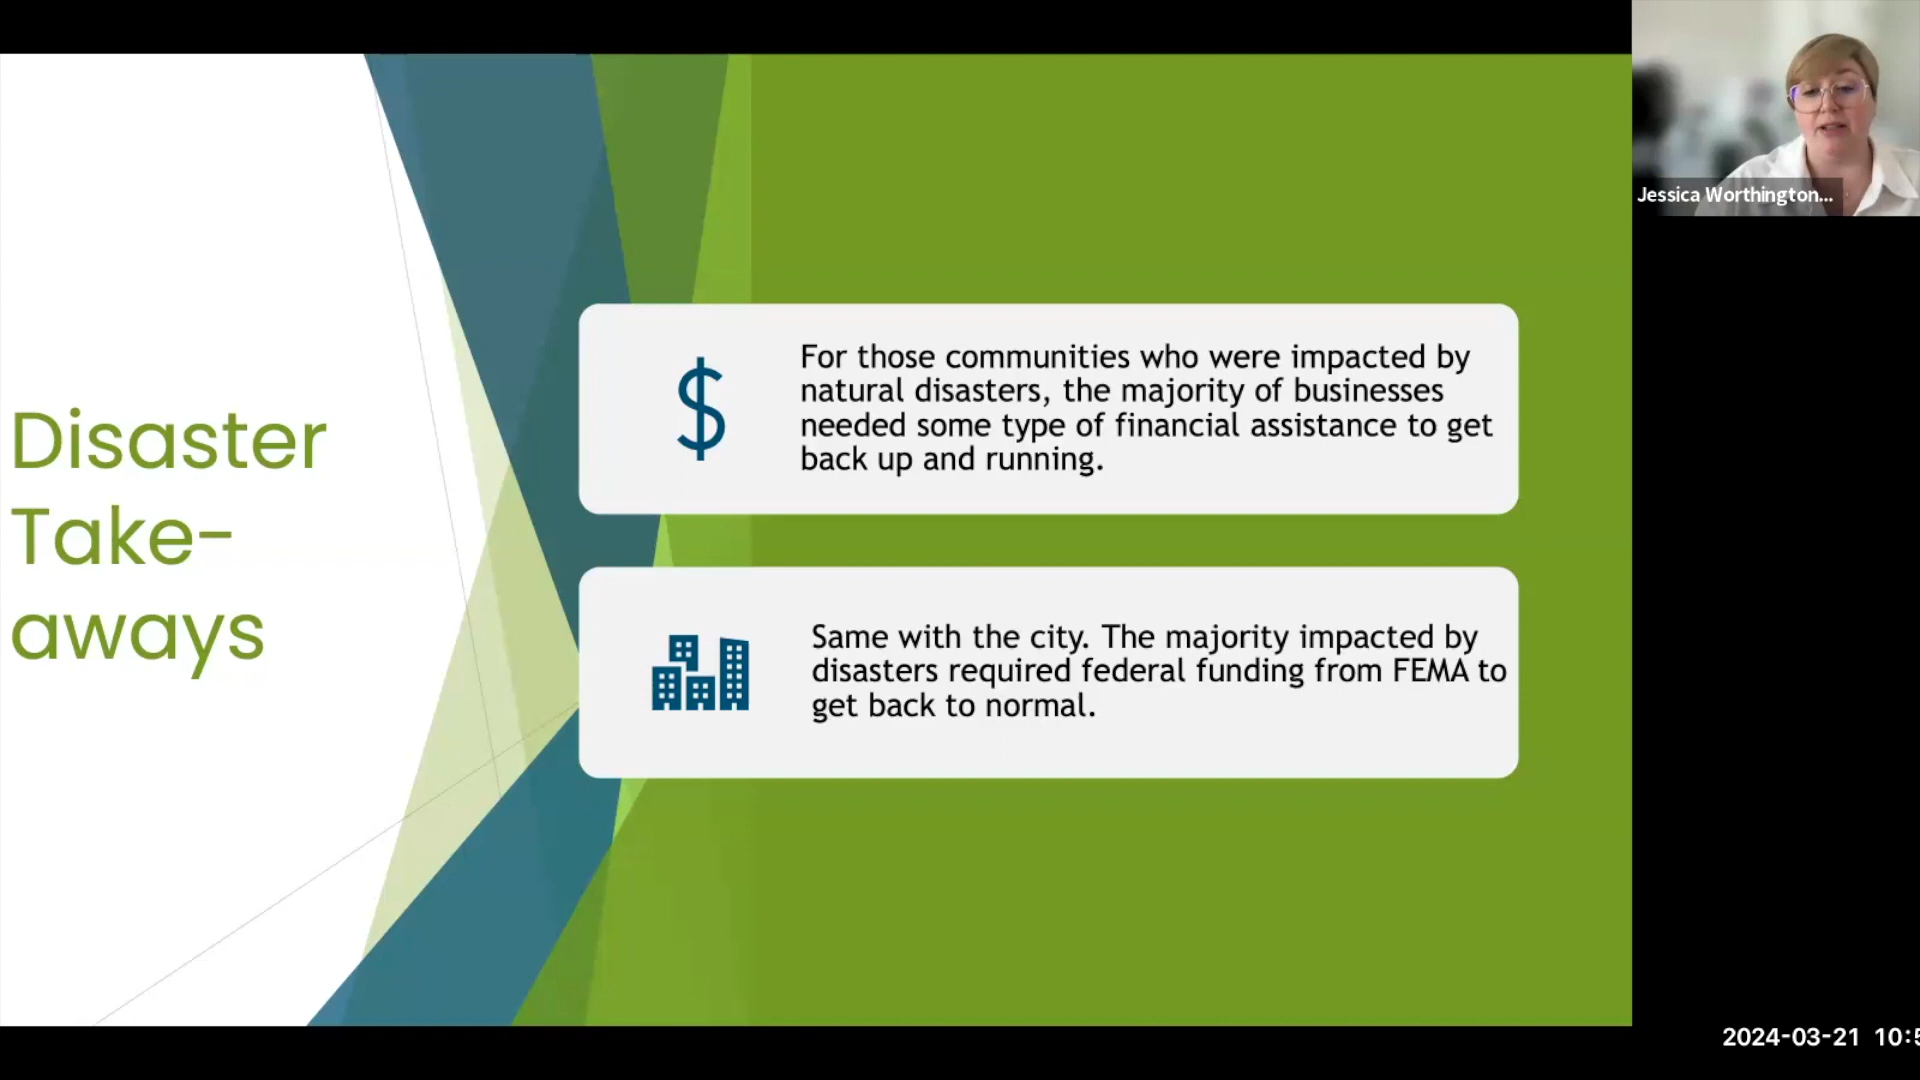 Disaster
Take-
aways
$
For those communities who were impacted by
natural disasters, the majority of businesses
needed some type of financial assistance to get
back up and running.
Same with the city. The majority impacted by
disasters required federal funding from FEMA to
get back to normal.
Jessica Worthington...
2024-03-21 10:5